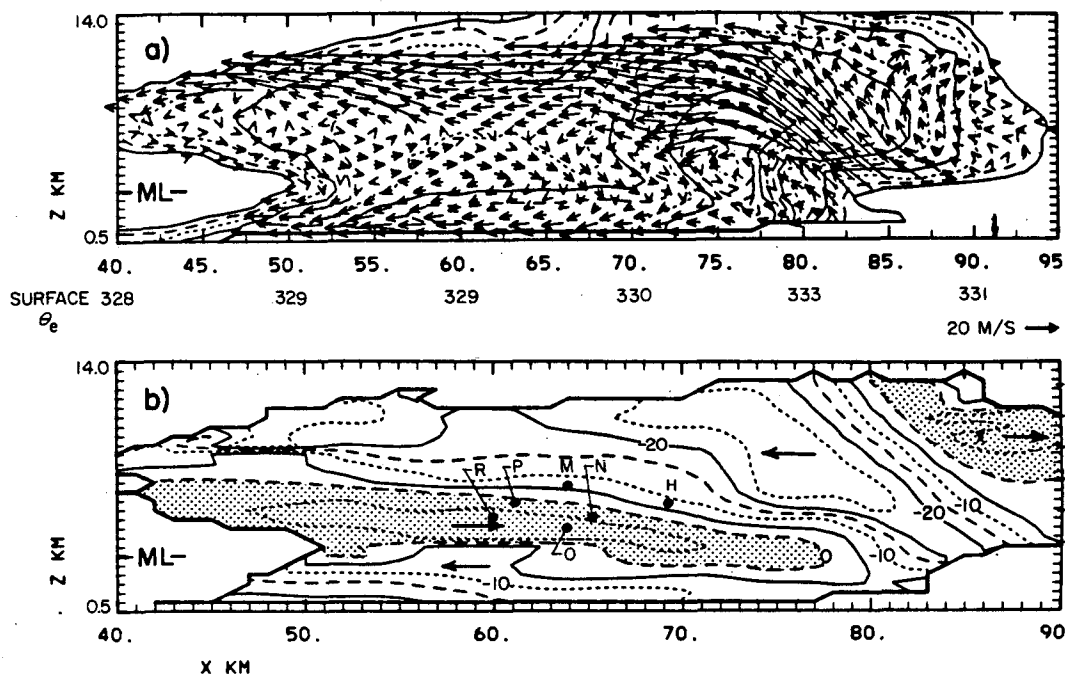 14.0
a)
Z KM
ML
0.5
40. 45. 50. 55. 60. 65. 70. 75. 80. 85. 90. 95
SURFACE 328 329 329 330 333 331
θe
20 M/S
14.0
b)
-20
R P M N H
-20 -10
Z KM
ML
O 0 -10
-10
0.5
40. 50. 60. 70. 80. 90
X KM